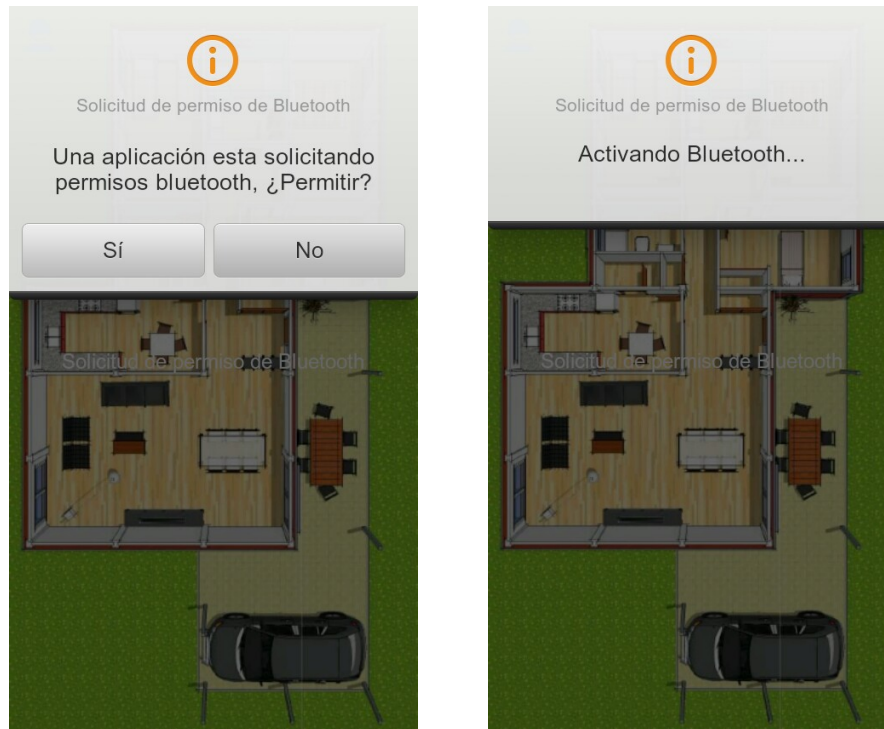 Solicitud de permiso de Bluetooth
Una aplicación esta solicitando
permisos bluetooth, ¿Permitir?
Sí
No
Solicitud de permiso de Bluetooth
Solicitud de permiso de Bluetooth
Activando Bluetooth...
Solicitud de permiso de Bluetooth